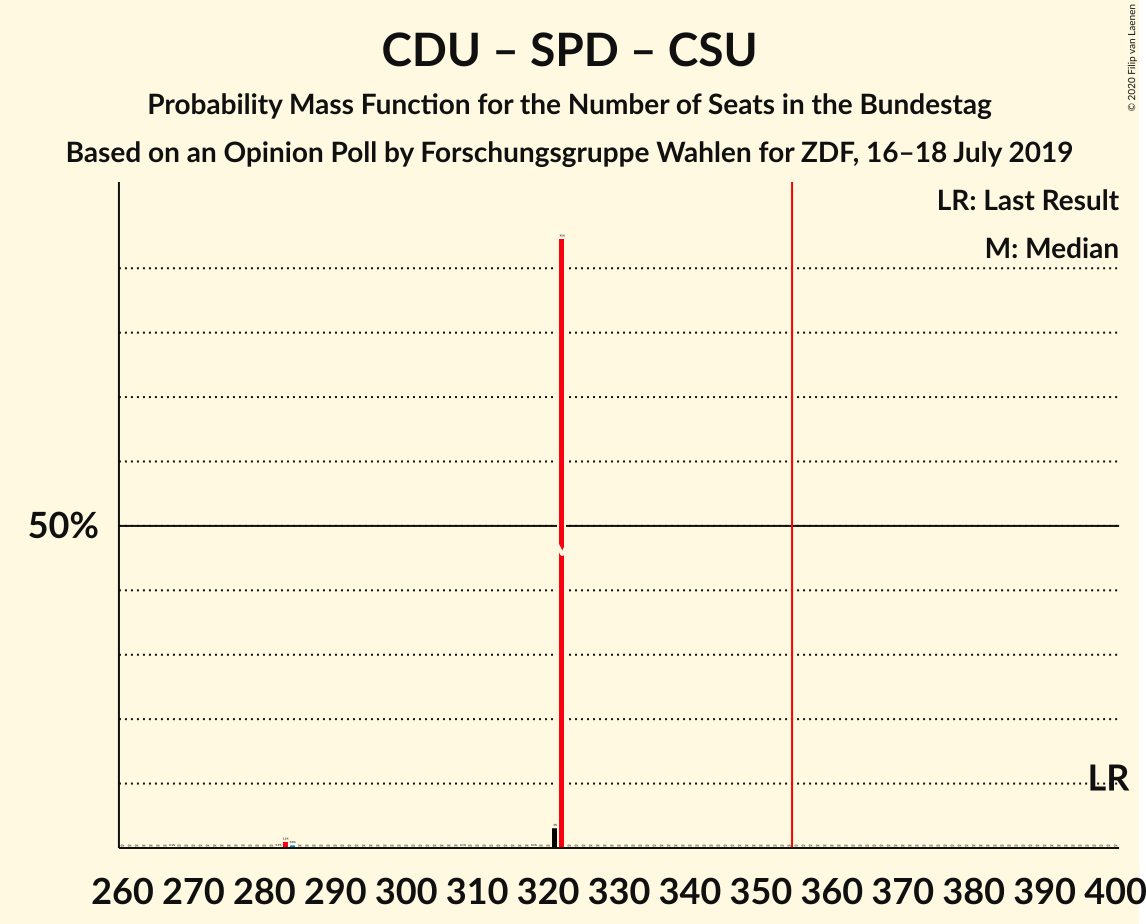 CDU – SPD – CSU
Probability Mass Function for the Number of Seats in the Bundestag
Based on an Opinion Poll by Forschungsgruppe Wahlen for ZDF, 16–18 July 2019
© 2020 Filip van Laenen
LR: Last Result
M: Median
50%
LR
260 270 280 290 300 310 320 330 340 350 360 370 380 390 400